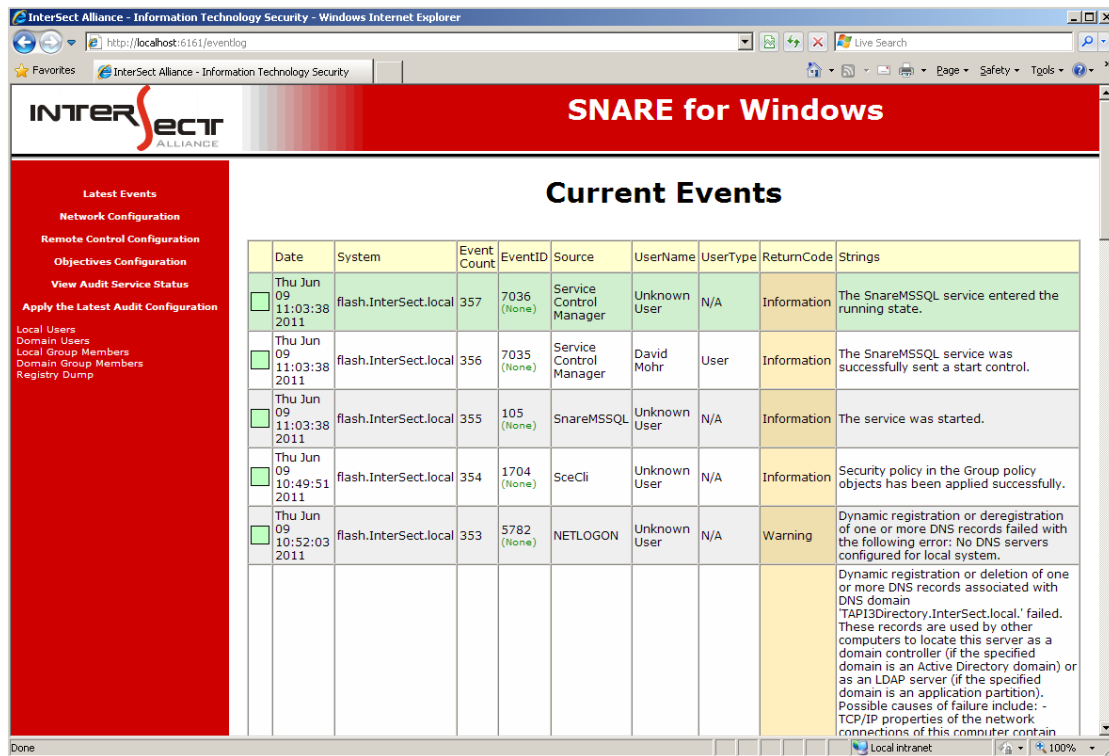 InterSect Alliance - Information Technology Security - Windows Internet Explorer
http://localhost:6161/eventlog
Live Search
Favorites
InterSect Alliance - Information Technology Security
Page
Safety
Tools
INTERSECT
ALLIANCE
SNARE for Windows
Latest Events
Network Configuration
Remote Control Configuration
Objectives Configuration
View Audit Service Status
Apply the Latest Audit Configuration
Local Users
Domain Users
Local Group Members
Domain Group Members
Registry Dump
Current Events
Date
System
Event
Count
EventID
Source
UserName
UserType
ReturnCode
Strings
Thu Jun
09
11:03:38
2011
flash.InterSect.local
357
7036
(None)
Service
Control
Manager
Unknown
User
N/A
Information
The SnareMSSQL service entered the
running state.
Thu Jun
09
11:03:38
2011
flash.InterSect.local
356
7035
(None)
Service
Control
Manager
David
Mohr
User
Information
The SnareMSSQL service was
successfully sent a start control.
Thu Jun
09
11:03:38
2011
flash.InterSect.local
355
105
(None)
SnareMSSQL
Unknown
User
N/A
Information
The service was started.
Thu Jun
09
10:49:51
2011
flash.InterSect.local
354
1704
(None)
SceCli
Unknown
User
N/A
Information
Security policy in the Group policy
objects has been applied successfully.
Thu Jun
09
10:52:03
2011
flash.InterSect.local
353
5782
(None)
NETLOGON
Unknown
User
N/A
Warning
Dynamic registration or deregistration
of one or more DNS records failed with
the following error: No DNS servers
configured for local system.
Dynamic registration or deletion of one
or more DNS records associated with
DNS domain
'TAPI3Directory.InterSect.local.' failed.
These records are used by other
computers to locate this server as a
domain controller (if the specified
domain is an Active Directory domain) or
as an LDAP server (if the specified
domain is an application partition).
Possible causes of failure include: -
TCP/IP properties of the network
connections of this computer contain
Done
Local intranet
100%